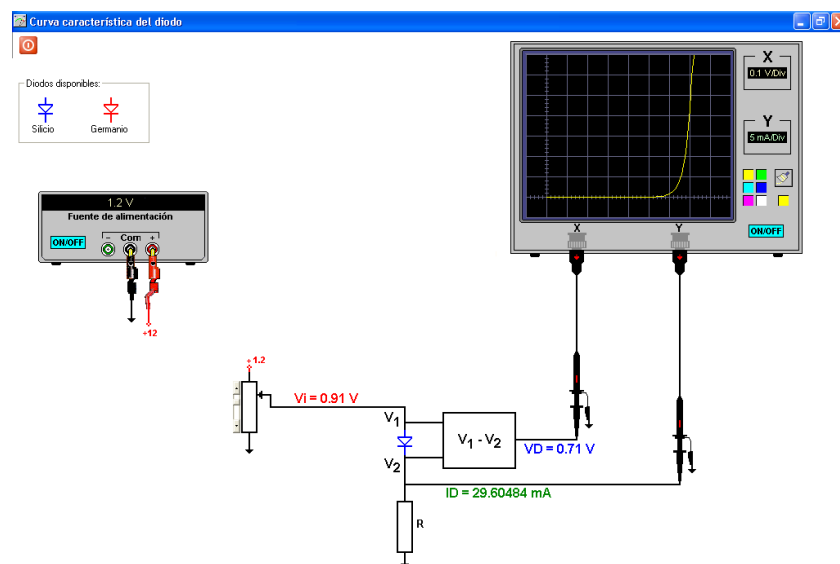 Curva característica del diodo
Diodos disponibles:
Silicio
Germanio
X
0.1 V/Div
Y
5 mA/Div
ON/OFF
X
Y
1.2 V
Fuente de alimentación
ON/OFF
- Com +
+12
+1.2
Vi = 0.91 V
V1
V2
V1 - V2
VD = 0.71 V
ID = 29.60484 mA
R